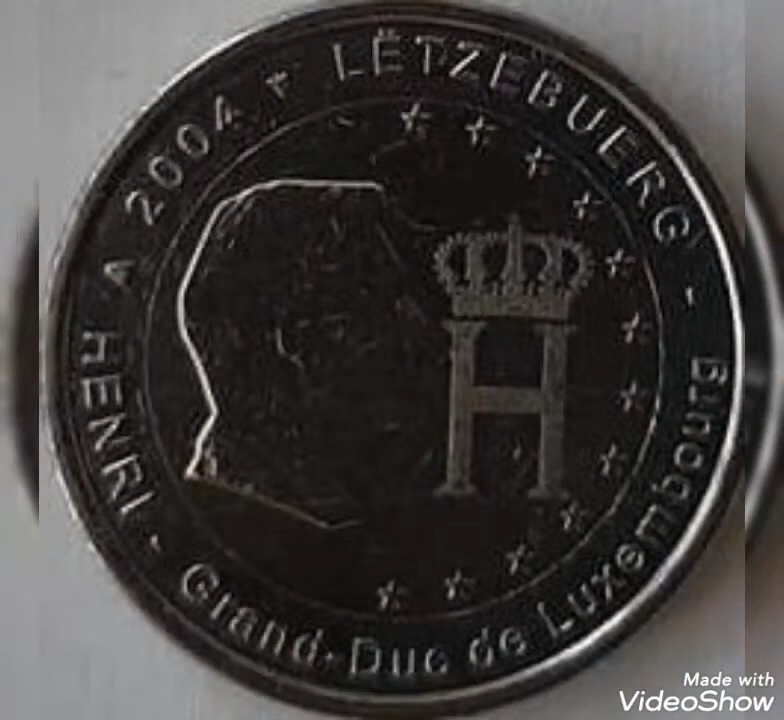 HENRI - Grand-Duc de Luxembourg - LËTZEBUERG 2004
H
Made with
VideoShow